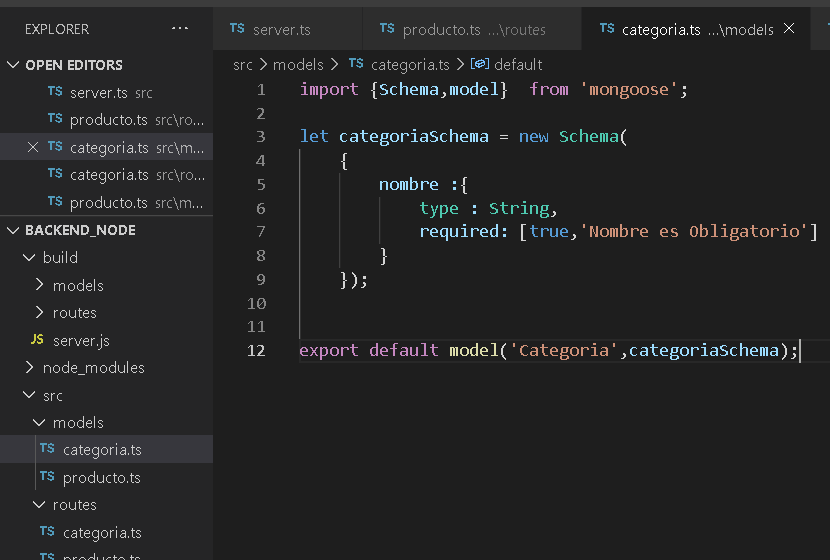 EXPLORER ...
TS server.ts
TS producto.ts ...\routes
TS categoria.ts ...\models
OPEN EDITORS
TS server.ts src
TS producto.ts src\ro...
TS categoria.ts src\m...
TS categoria.ts src\ro...
TS producto.ts src\m...
BACKEND_NODE
build
models
routes
JS server.js
node_modules
src
models
TS categoria.ts
TS producto.ts
routes
TS categoria.ts
TS producto.ts
src > models > TS categoria.ts > default
1 import {Schema,model}  from 'mongoose';
2
3 let categoriaSchema = new Schema(
4 {
5 nombre :{
6 type : String,
7 required: [true,'Nombre es Obligatorio']
8 }
9 });
10
11
12 export default model('Categoria',categoriaSchema);